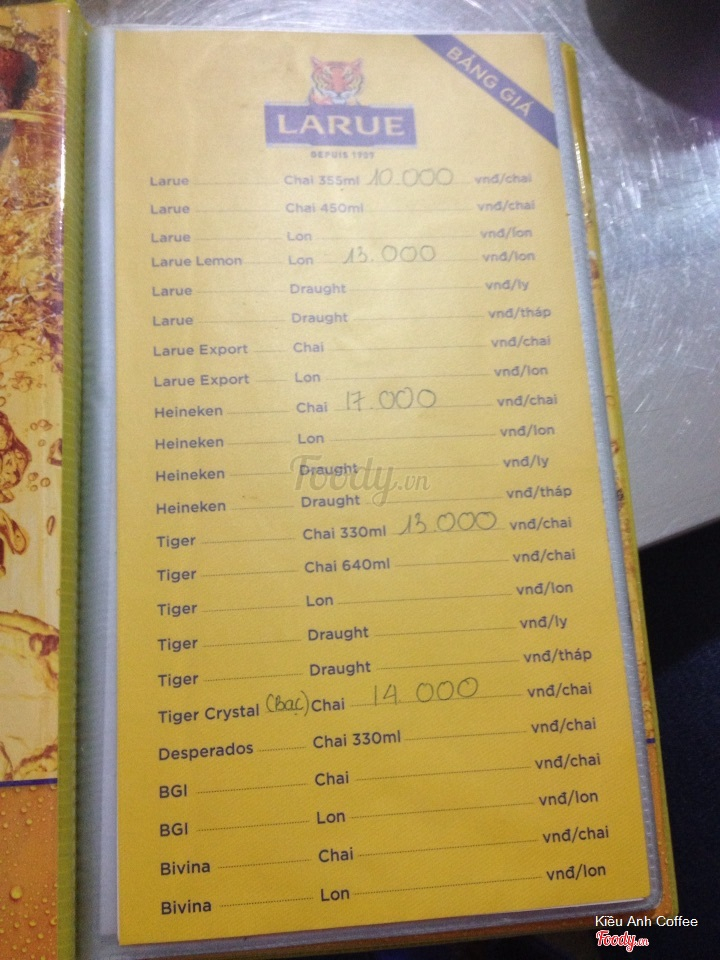 BẢNG GIÁ
LARUE
DEPUIS 1909
Larue Chai 355ml 10.000 vnđ/chai
Larue Chai 450ml vnđ/chai
Larue Lon vnđ/lon
Larue Lemon Lon 13.000 vnđ/lon
Larue Draught vnđ/ly
Larue Draught vnđ/tháp
Larue Export Chai vnđ/chai
Larue Export Lon vnđ/lon
Heineken Chai 17.000 vnđ/chai
Heineken Lon vnđ/lon
Heineken Draught vnđ/ly
Foody.vn
Heineken Draught vnđ/tháp
Tiger Chai 330ml 13.000 vnđ/chai
Tiger Chai 640ml vnđ/chai
Tiger Lon vnđ/lon
Tiger Draught vnđ/ly
Tiger Draught vnđ/tháp
Tiger Crystal (Bạc) Chai 14.000 vnđ/chai
Desperados Chai 330ml vnđ/chai
BGI Chai vnđ/chai
BGI Lon vnđ/lon
Bivina Chai vnđ/chai
Bivina Lon vnđ/lon
Kiều Anh Coffee
Foody.vn